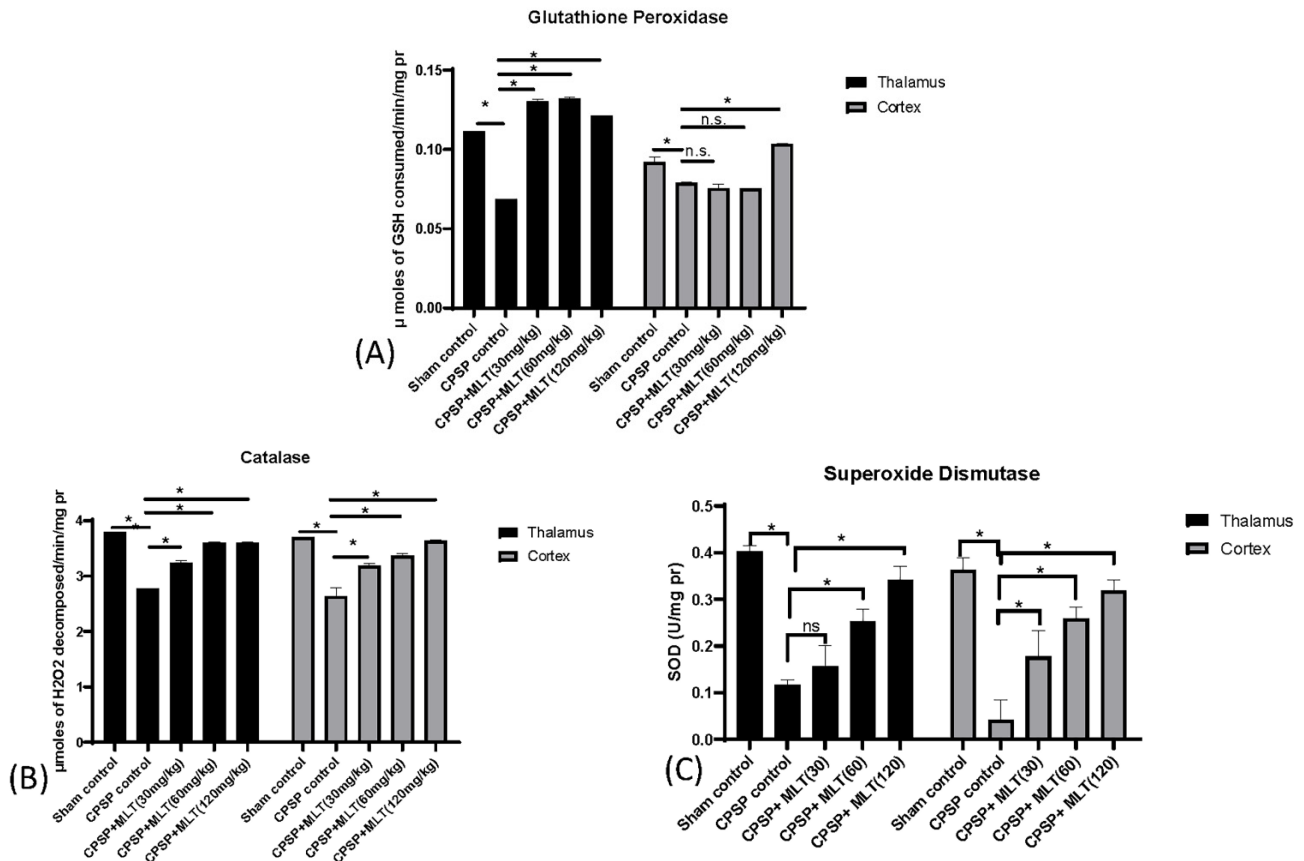 Glutathione Peroxidase
μ moles of GSH consumed/min/mg pr
0.15
0.10
0.05
0.00
*
*
*
*
*
n.s.
n.s.
*
Thalamus
Cortex
Sham control
CPSP control
CPSP+MLT(30mg/kg)
CPSP+MLT(60mg/kg)
CPSP+MLT(120mg/kg)
Sham control
CPSP control
CPSP+MLT(30mg/kg)
CPSP+MLT(60mg/kg)
CPSP+MLT(120mg/kg)
(A)
Catalase
μmoles of H2O2 decomposed/min/mg pr
4
3
2
1
0
*
*
*
*
*
*
*
*
*
Thalamus
Cortex
Sham control
CPSP control
CPSP+MLT(30mg/kg)
CPSP+MLT(60mg/kg)
CPSP+MLT(120mg/kg)
Sham control
CPSP control
CPSP+MLT(30mg/kg)
CPSP+MLT(60mg/kg)
CPSP+MLT(120mg/kg)
(B)
Superoxide Dismutase
SOD (U/mg pr)
0.5
0.4
0.3
0.2
0.1
0.0
*
*
*
ns
*
*
*
*
Thalamus
Cortex
Sham control
CPSP control
CPSP+ MLT(30)
CPSP+ MLT(60)
CPSP+ MLT(120)
Sham control
CPSP control
CPSP+ MLT(30)
CPSP+ MLT(60)
CPSP+ MLT(120)
(C)